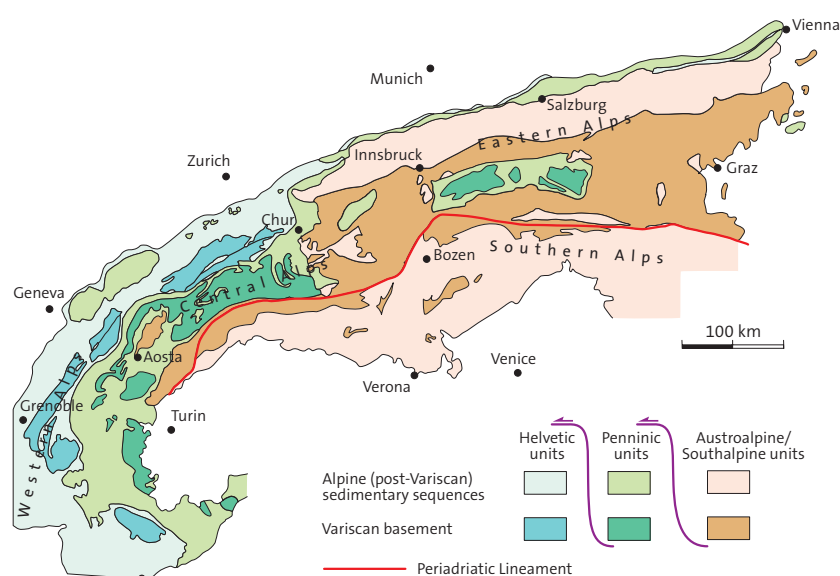 Vienna
Munich
Salzburg
Eastern Alps
Innsbruck
Zurich
Graz
Chur
Southern Alps
Bozen
Central Alps
Geneva
100 km
Aosta
Venice
Verona
Western Alps
Grenoble
Turin
Helvetic
units
Penninic
units
Austroalpine/
Southalpine units
Alpine (post-Variscan)
sedimentary sequences
Variscan basement
Periadriatic Lineament